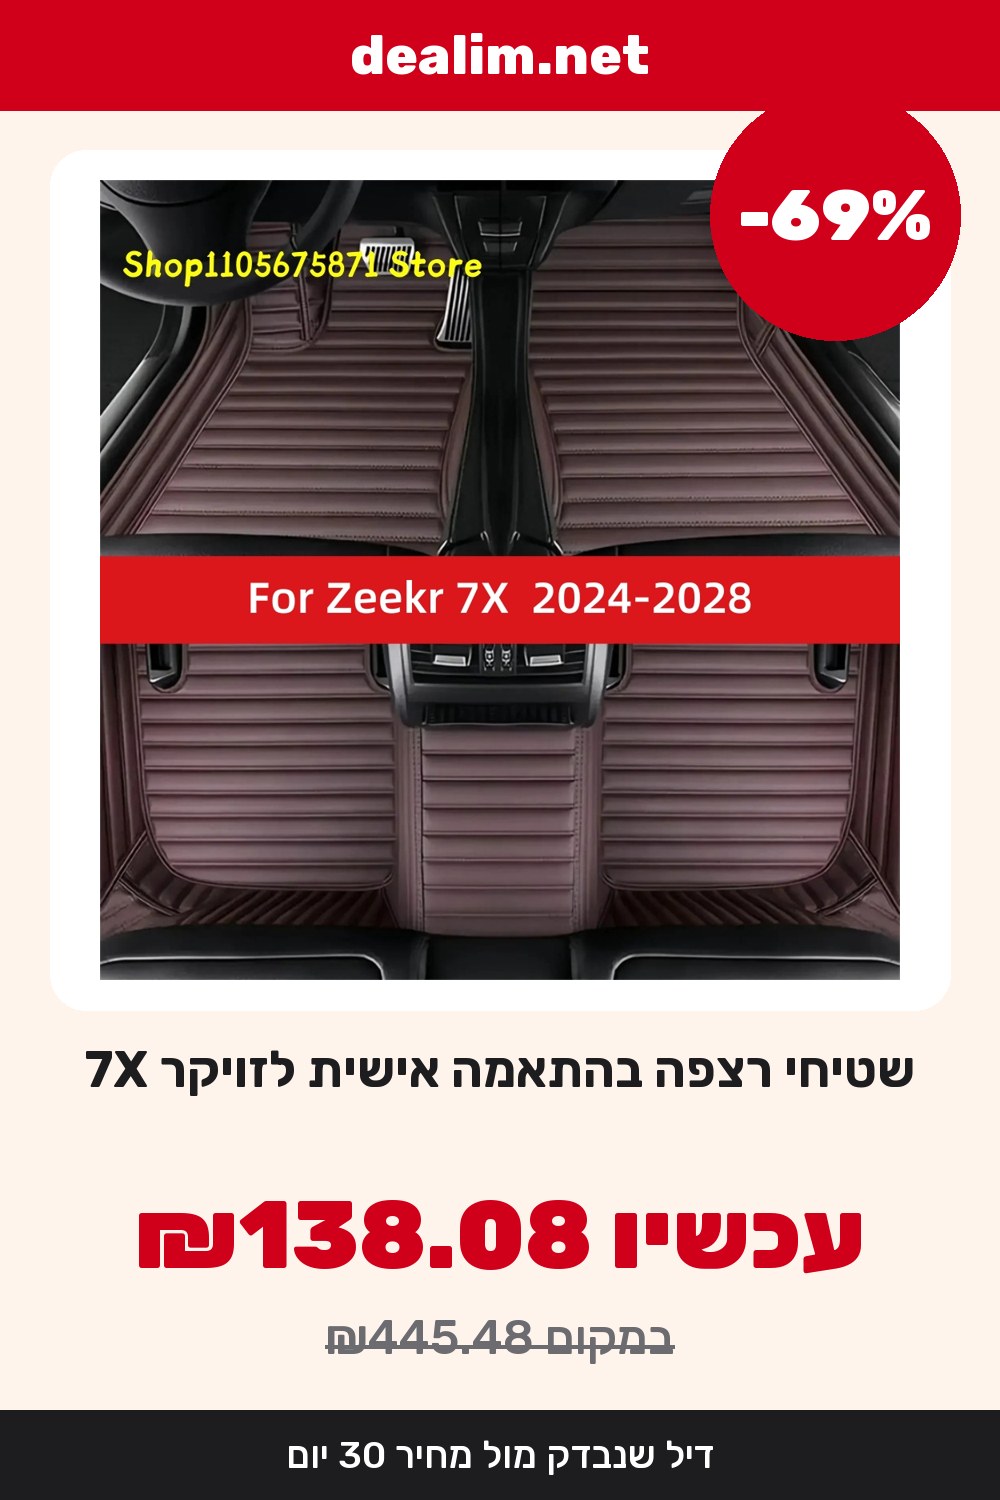 dealim.net
-69%
Shop1105675871 Store
For Zeekr 7X 2024-2028
שטיחי רצפה בהתאמה אישית לזויקר 7X
עכשיו 138.08₪
במקום 445.48₪
דיל שנבדק מול מחיר 30 יום